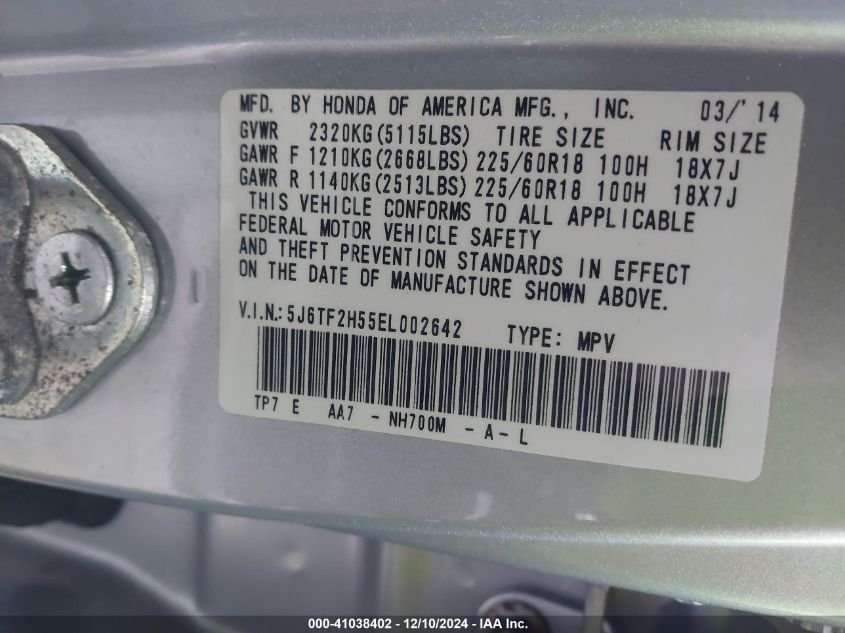 MFD. BY HONDA OF AMERICA MFG., INC. 03/'14
GVWR 2320KG(5115LBS) TIRE SIZE RIM SIZE
GAWR F 1210KG(2668LBS) 225/60R18 100H 18X7J
GAWR R 1140KG(2513LBS) 225/60R18 100H 18X7J
THIS VEHICLE CONFORMS TO ALL APPLICABLE
FEDERAL MOTOR VEHICLE SAFETY
AND THEFT PREVENTION STANDARDS IN EFFECT
ON THE DATE OF MANUFACTURE SHOWN ABOVE.
V.I.N.: 5J6TF2H55EL002642 TYPE: MPV
TP7 E AA7 - NH700M - A - L
000-41038402 - 12/10/2024 - IAA Inc.